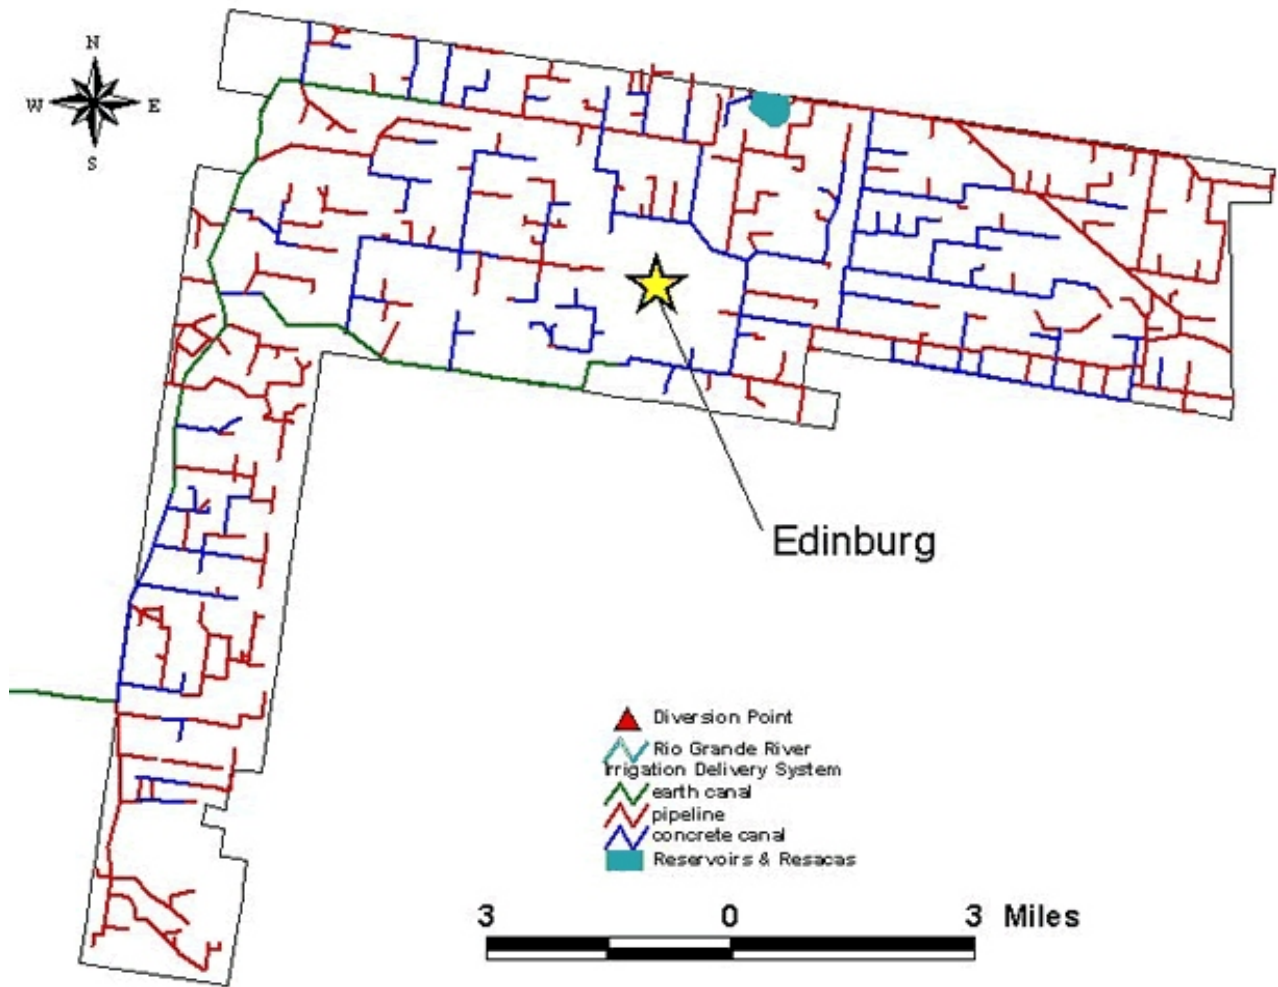 N
W E
S
Edinburg
Diversion Point
Rio Grande River
Irrigation Delivery System
earth canal
pipeline
concrete canal
Reservoirs & Resacas
3 0 3 Miles